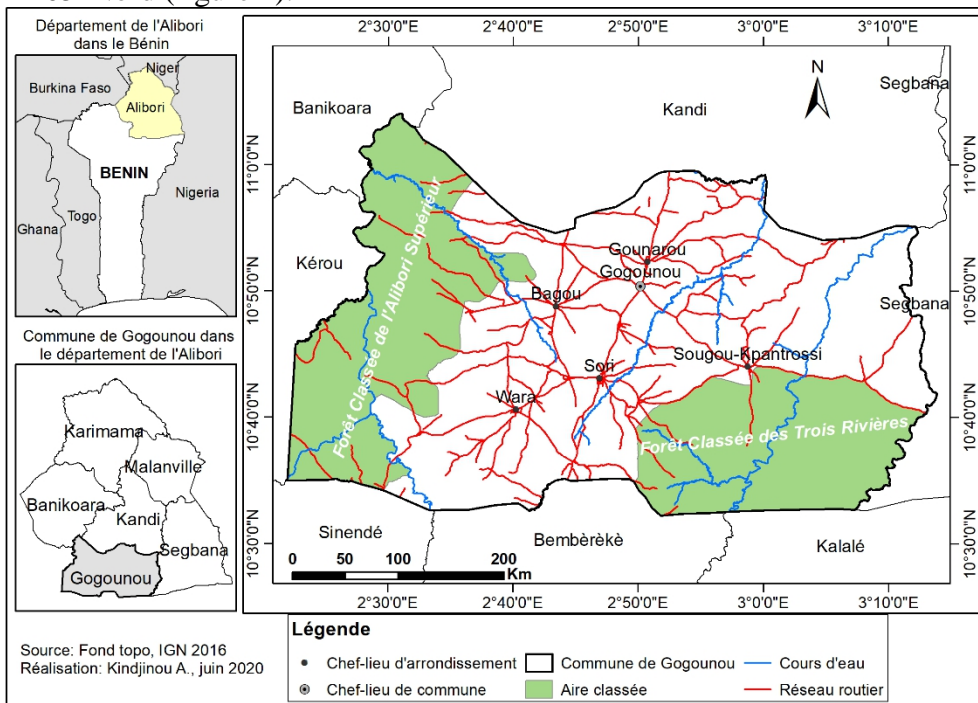 Département de l'Alibori
dans le Bénin
Niger
Burkina Faso
Alibori
BENIN
Nigeria
Togo
Ghana
Commune de Gogounou dans
le département de l'Alibori
Karimama
Malanville
Banikoara
Kandi
Segbana
Gogounou
Source: Fond topo, IGN 2016
Réalisation: Kindjinou A., juin 2020
N
Banikoara
Kandi
Segbana
Kérou
Forêt Classée de l'Alibori Supérieur
Gounarou
Gogounou
Bagou
Segbana
Sougou-Kpantrossi
Sori
Wara
Forêt Classée des Trois Rivières
Sinendé
Bembèrèkè
Kalalé
0 50 100 200
Km
11°0'0"N
10°50'0"N
10°40'0"N
10°30'0"N
11°0'0"N
10°50'0"N
10°40'0"N
10°30'0"N
2°30'0"E 2°40'0"E 2°50'0"E 3°0'0"E 3°10'0"E
Légende
Chef-lieu d'arrondissement
Commune de Gogounou
Cours d'eau
Chef-lieu de commune
Aire classée
Réseau routier